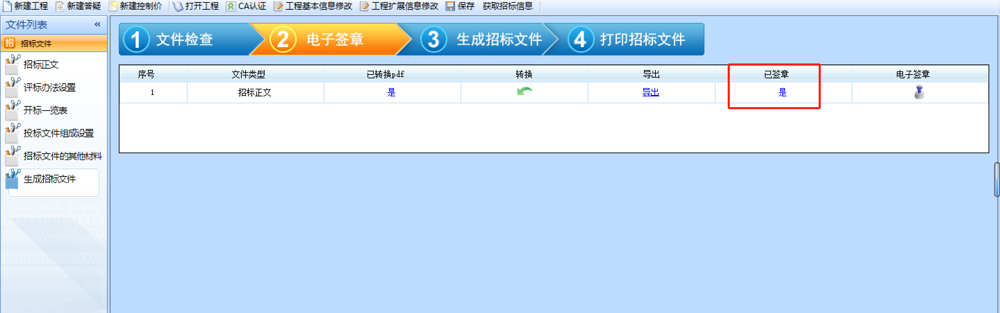 新建工程 新建答疑 新建控制价 打开工程 CA认证 工程基本信息修改 工程扩展信息修改 保存 获取招标信息
文件列表 «
招 招标文件
招标正文
评标办法设置
开标一览表
投标文件组成设置
招标文件的其他材料
生成招标文件
1 文件检查 2 电子签章 3 生成招标文件 4 打印招标文件
序号 文件类型 已转换pdf 转换 导出 已签章 电子签章
1 招标正文 是 导出 是